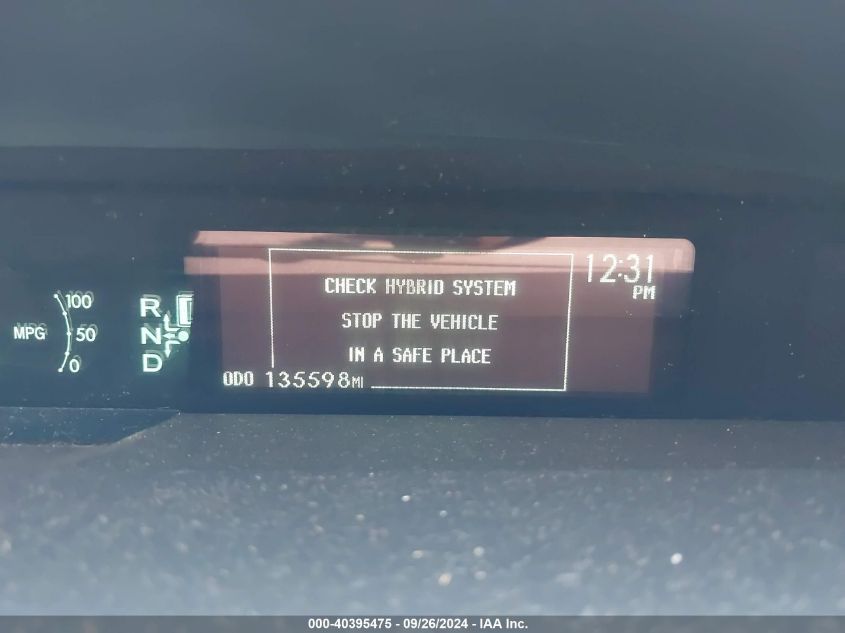 100
MPG 50
0
R
N
D
12:31
PM
CHECK HYBRID SYSTEM
STOP THE VEHICLE
IN A SAFE PLACE
ODO 135598MI
000-40395475 - 09/26/2024 - IAA Inc.